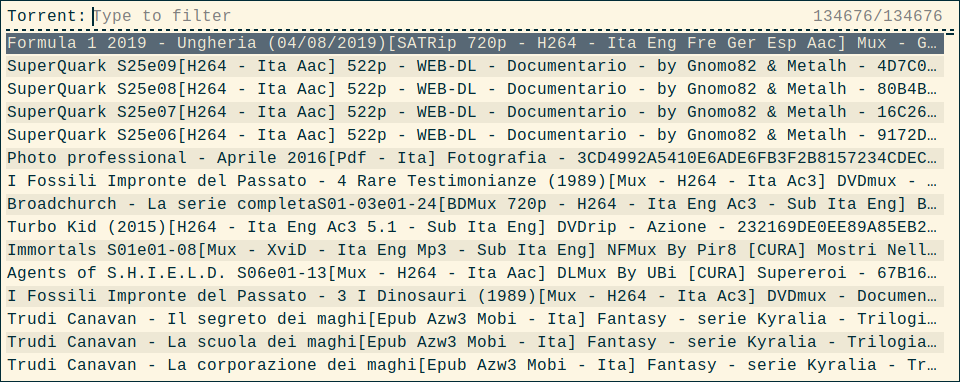 Torrent: Type to filter 134676/134676
Formula 1 2019 - Ungheria (04/08/2019)[SATRip 720p - H264 - Ita Eng Fre Ger Esp Aac] Mux - G…
SuperQuark S25e09[H264 - Ita Aac] 522p - WEB-DL - Documentario - by Gnomo82 & Metalh - 4D7C0…
SuperQuark S25e08[H264 - Ita Aac] 522p - WEB-DL - Documentario - by Gnomo82 & Metalh - 80B4B…
SuperQuark S25e07[H264 - Ita Aac] 522p - WEB-DL - Documentario - by Gnomo82 & Metalh - 16C26…
SuperQuark S25e06[H264 - Ita Aac] 522p - WEB-DL - Documentario - by Gnomo82 & Metalh - 9172D…
Photo professional - Aprile 2016[Pdf - Ita] Fotografia - 3CD4992A5410E6ADE6FB3F2B8157234CDEC…
I Fossili Impronte del Passato - 4 Rare Testimonianze (1989)[Mux - H264 - Ita Ac3] DVDmux - …
Broadchurch - La serie completaS01-03e01-24[BDMux 720p - H264 - Ita Eng Ac3 - Sub Ita Eng] B…
Turbo Kid (2015)[H264 - Ita Eng Ac3 5.1 - Sub Ita Eng] DVDrip - Azione - 232169DE0EE89A85EB2…
Immortals S01e01-08[Mux - XviD - Ita Eng Mp3 - Sub Ita Eng] NFMux By Pir8 [CURA] Mostri Nell…
Agents of S.H.I.E.L.D. S06e01-13[Mux - H264 - Ita Aac] DLMux By UBi [CURA] Supereroi - 67B16…
I Fossili Impronte del Passato - 3 I Dinosauri (1989)[Mux - H264 - Ita Ac3] DVDmux - Documen…
Trudi Canavan - Il segreto dei maghi[Epub Azw3 Mobi - Ita] Fantasy - serie Kyralia - Trilogi…
Trudi Canavan - La scuola dei maghi[Epub Azw3 Mobi - Ita] Fantasy - serie Kyralia - Trilogia…
Trudi Canavan - La corporazione dei maghi[Epub Azw3 Mobi - Ita] Fantasy - serie Kyralia - Tr…